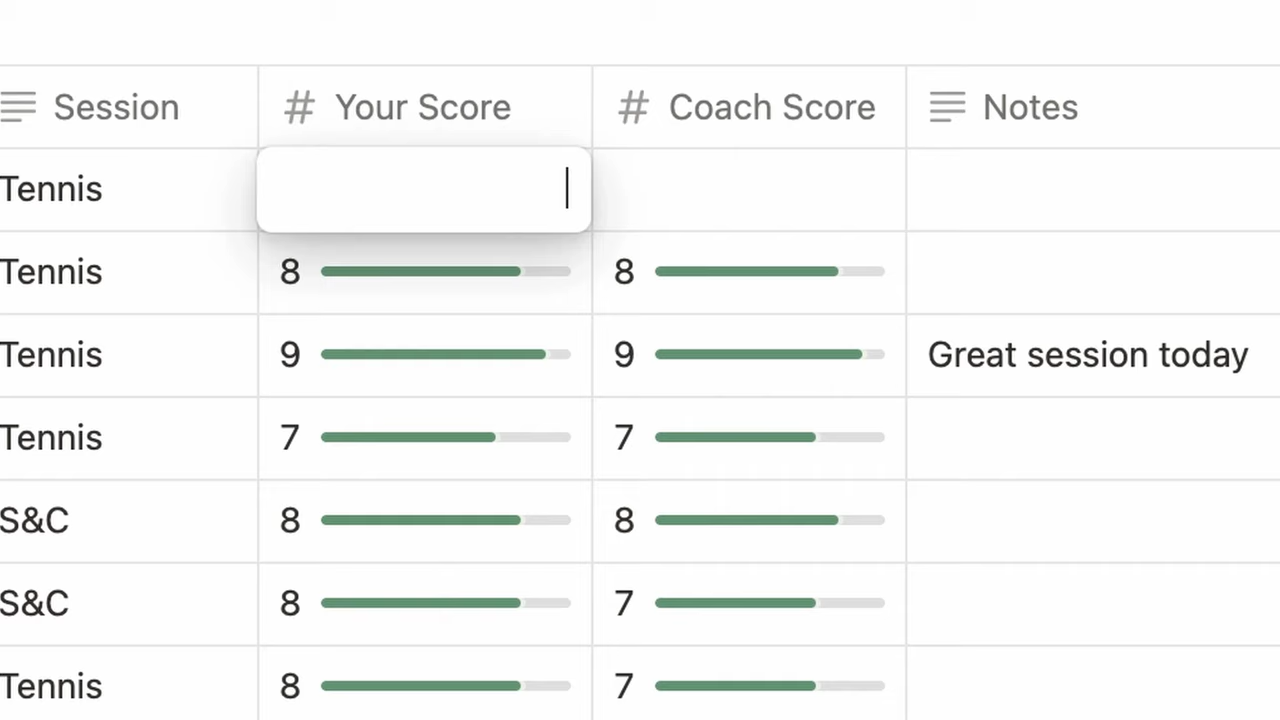 Session # Your Score # Coach Score Notes
Tennis
Tennis 8 8
Tennis 9 9 Great session today
Tennis 7 7
S&C 8 8
S&C 8 7
Tennis 8 7